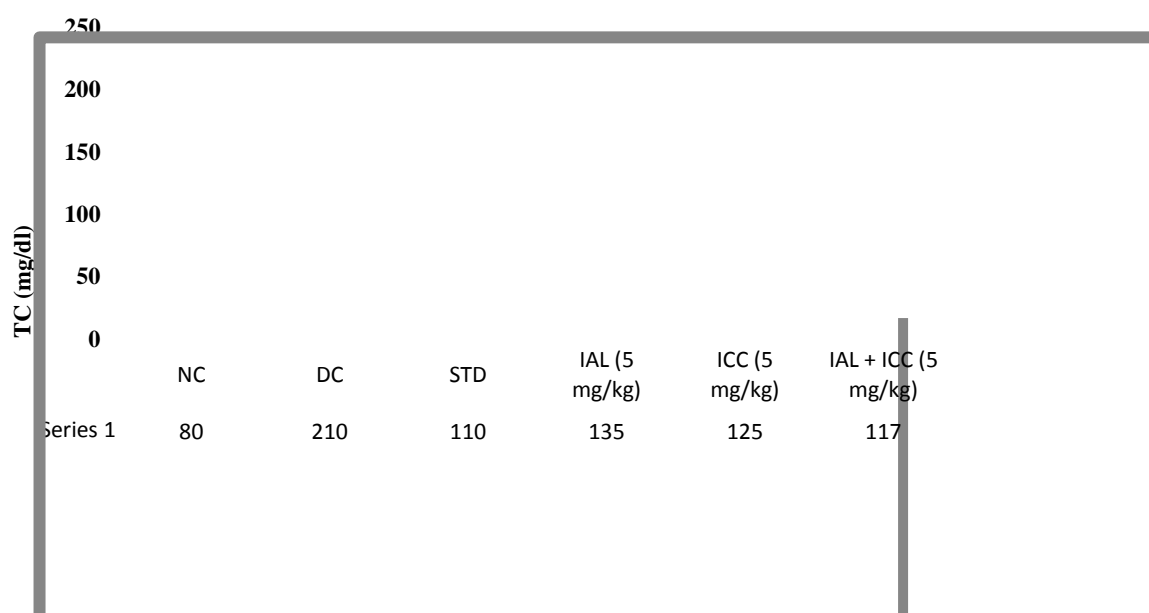 250
200
150
100
50
0
TC (mg/dl)
NC DC STD IAL (5 mg/kg) ICC (5 mg/kg) IAL + ICC (5 mg/kg)
Series 1 80 210 110 135 125 117